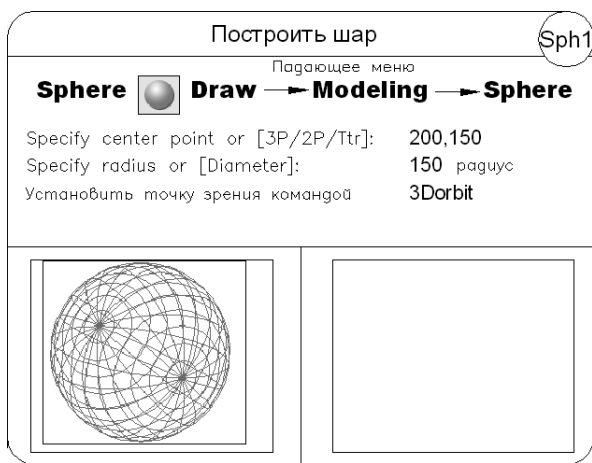 Построить шар
Sph1
Падающее меню
Sphere Draw Modeling Sphere
Specify center point or [3P/2P/Ttr]: 200,150
Specify radius or [Diameter]: 150 радиус
Установить точку зрения командой 3Dorbit